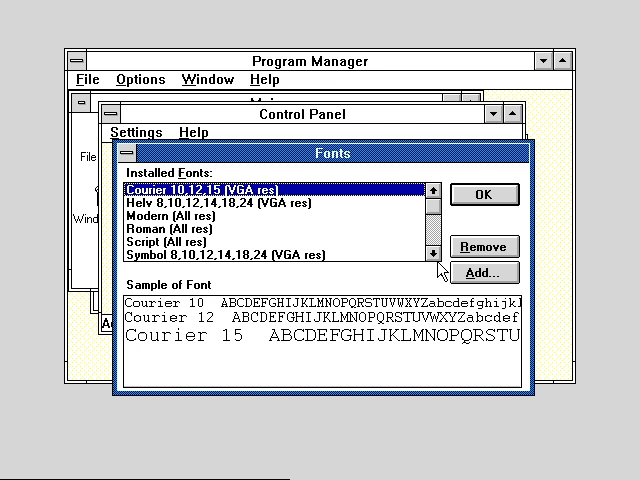 Program Manager
File Options Window Help
Control Panel
Settings Help
File
Wind
Fonts
Installed Fonts:
Courier 10,12,15 (VGA res)
Helv 8,10,12,14,18,24 (VGA res)
Modern (All res)
Roman (All res)
Script (All res)
Symbol 8,10,12,14,18,24 (VGA res)
OK
Remove
Add...
Sample of Font
Courier 10 ABCDEFGHIJKLMNOPQRSTUVWXYZabcdefghijkl
Courier 12 ABCDEFGHIJKLMNOPQRSTUVWXYZabcdef
Courier 15 ABCDEFGHIJKLMNOPQRSTU